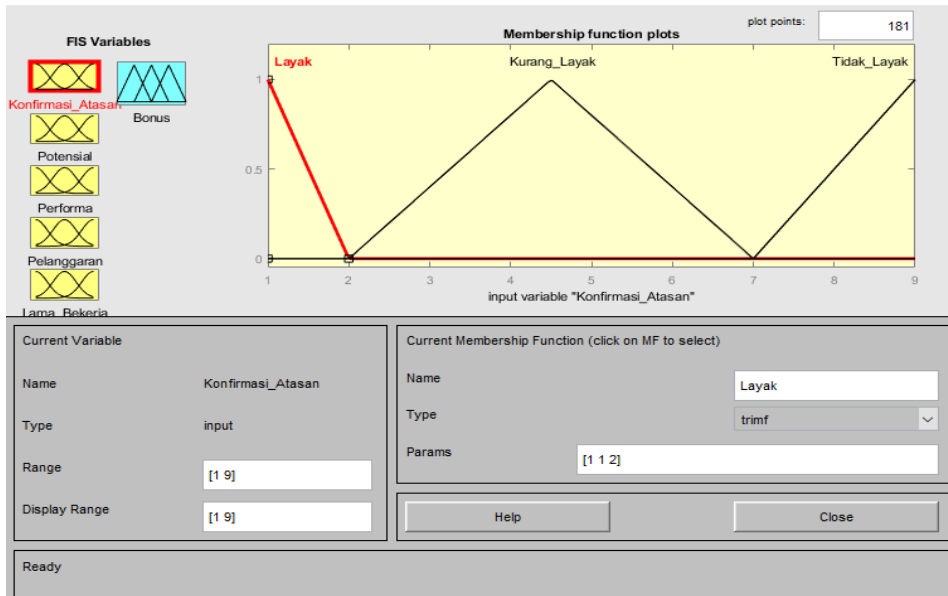 FIS Variables
Konfirmasi_Atasan
Bonus
Potensial
Performa
Pelanggaran
Lama_Bekerja
Membership function plots
plot points:
181
Layak
Kurang_Layak
Tidak_Layak
1
0.5
0
1 2 3 4 5 6 7 8 9
input variable "Konfirmasi_Atasan"
Current Variable
Name Konfirmasi_Atasan
Type input
Range [1 9]
Display Range [1 9]
Current Membership Function (click on MF to select)
Name Layak
Type trimf
Params [1 1 2]
Help Close
Ready